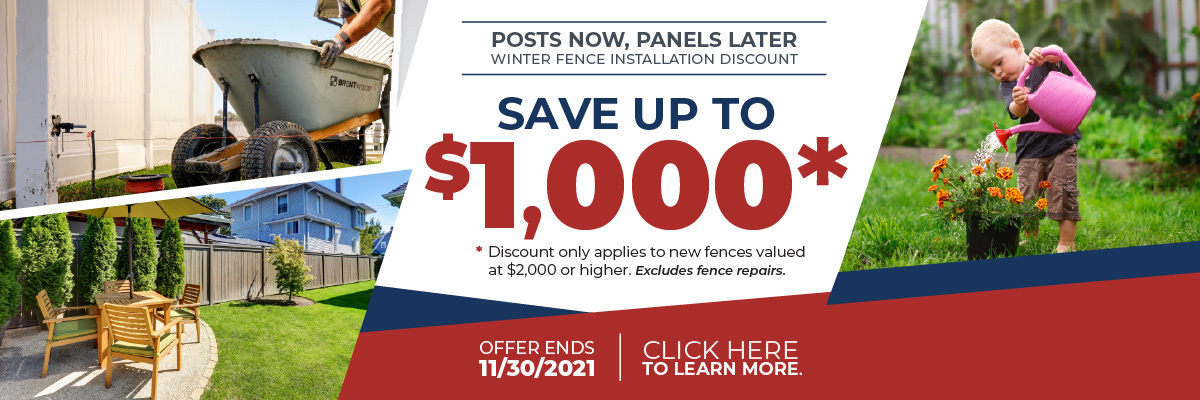 BRENTWOOD
POSTS NOW, PANELS LATER
WINTER FENCE INSTALLATION DISCOUNT
SAVE UP TO
$1,000*
* Discount only applies to new fences valued
at $2,000 or higher. Excludes fence repairs.
OFFER ENDS
11/30/2021
CLICK HERE
TO LEARN MORE.